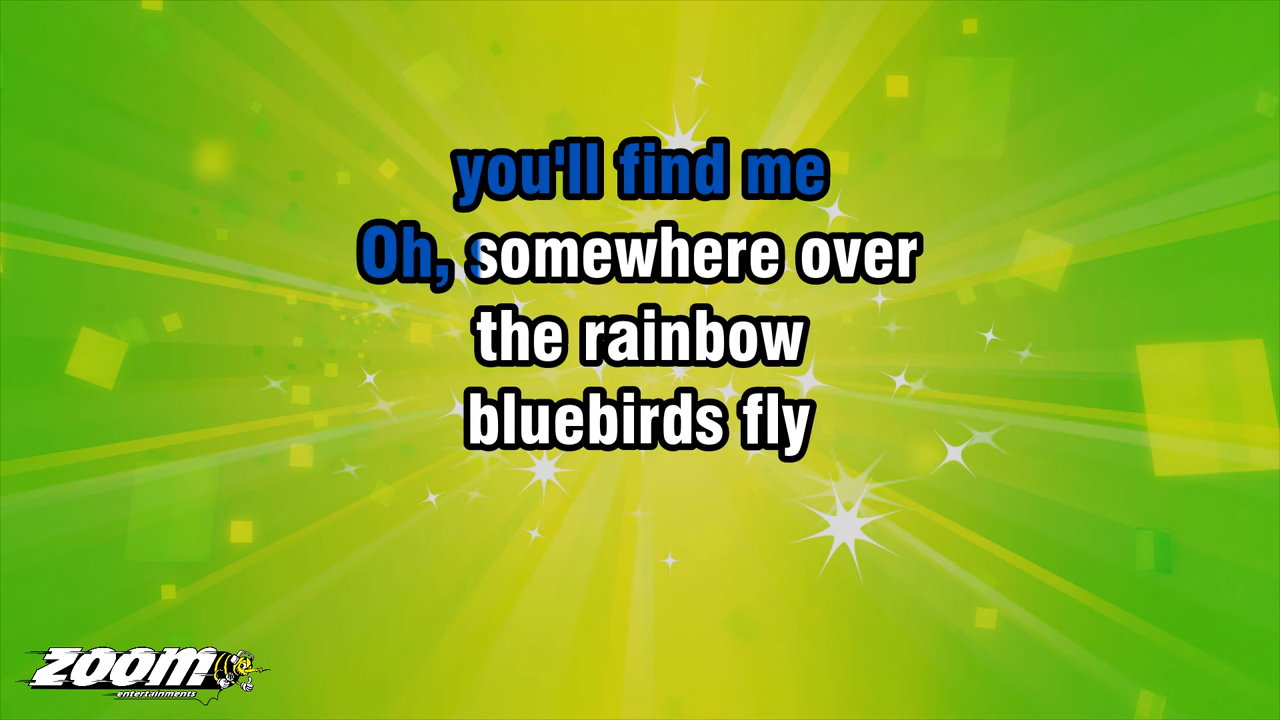 you'll find me
Oh, somewhere over
the rainbow
bluebirds fly
zoom
entertainments